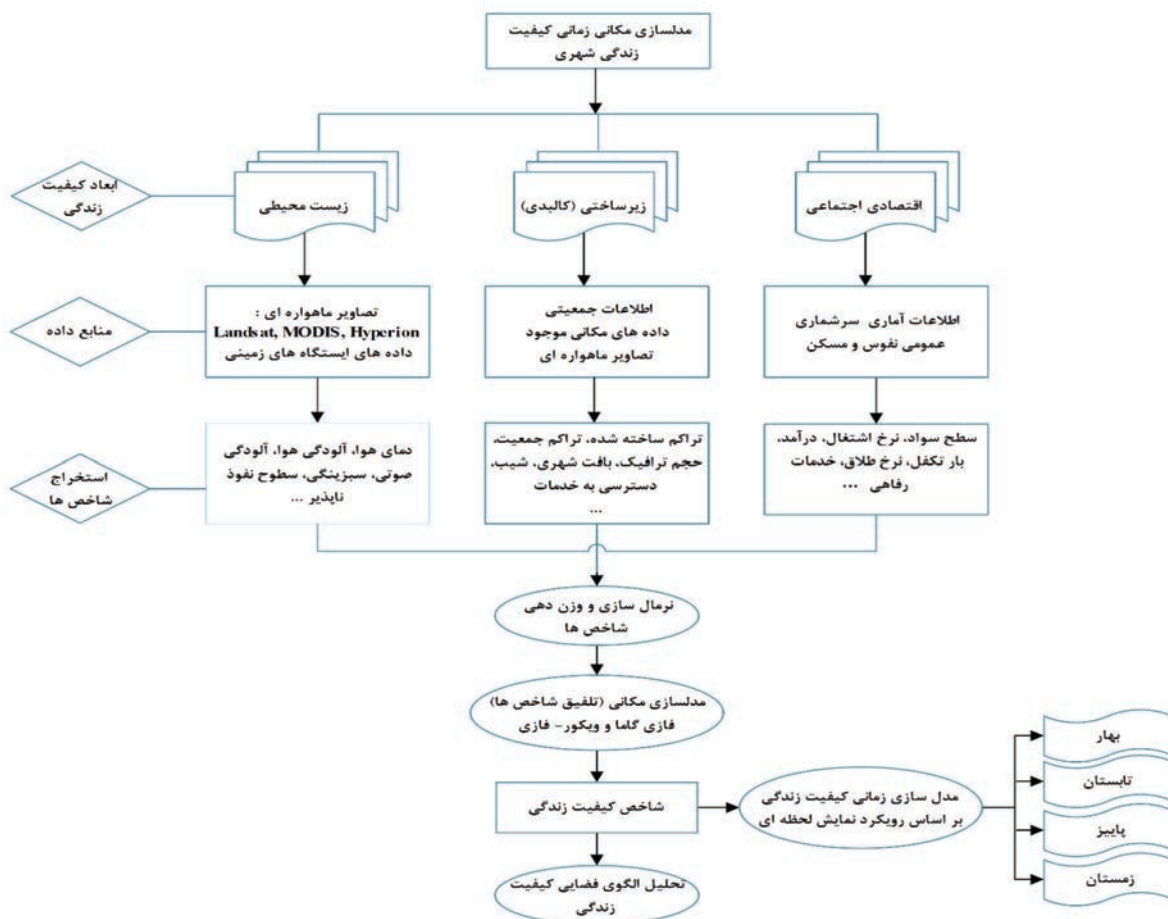 مدلسازی مکانی زمانی کیفیت
زندگی شهری
ابعاد کیفیت
زندگی
زیست محیطی
زیرساختی (کالبدی)
اقتصادی اجتماعی
منابع داده
تصاویر ماهواره ای :
Landsat, MODIS, Hyperion
داده های ایستگاه های زمینی
اطلاعات جمعیتی
داده های مکانی موجود
تصاویر ماهواره ای
اطلاعات آماری سرشماری
عمومی نفوس و مسکن
استخراج
شاخص ها
دمای هوا، آلودگی هوا، آلودگی
صوتی، سبزینگی، سطوح نفوذ
ناپذیر ...
تراکم ساخته شده، تراکم جمعیت،
حجم ترافیک، بافت شهری، شیب،
دسترسی به خدمات
...
سطح سواد، نرخ اشتغال، درآمد،
بار تکفل، نرخ طلاق، خدمات
رفاهی ...
نرمال سازی و وزن دهی
شاخص ها
مدلسازی مکانی (تلفیق شاخص ها)
فازی گاما و ویکور- فازی
شاخص کیفیت زندگی
مدل سازی زمانی کیفیت زندگی
بر اساس رویکرد نمایش لحظه ای
بهار
تابستان
پاییز
زمستان
تحلیل الگوی فضایی کیفیت
زندگی